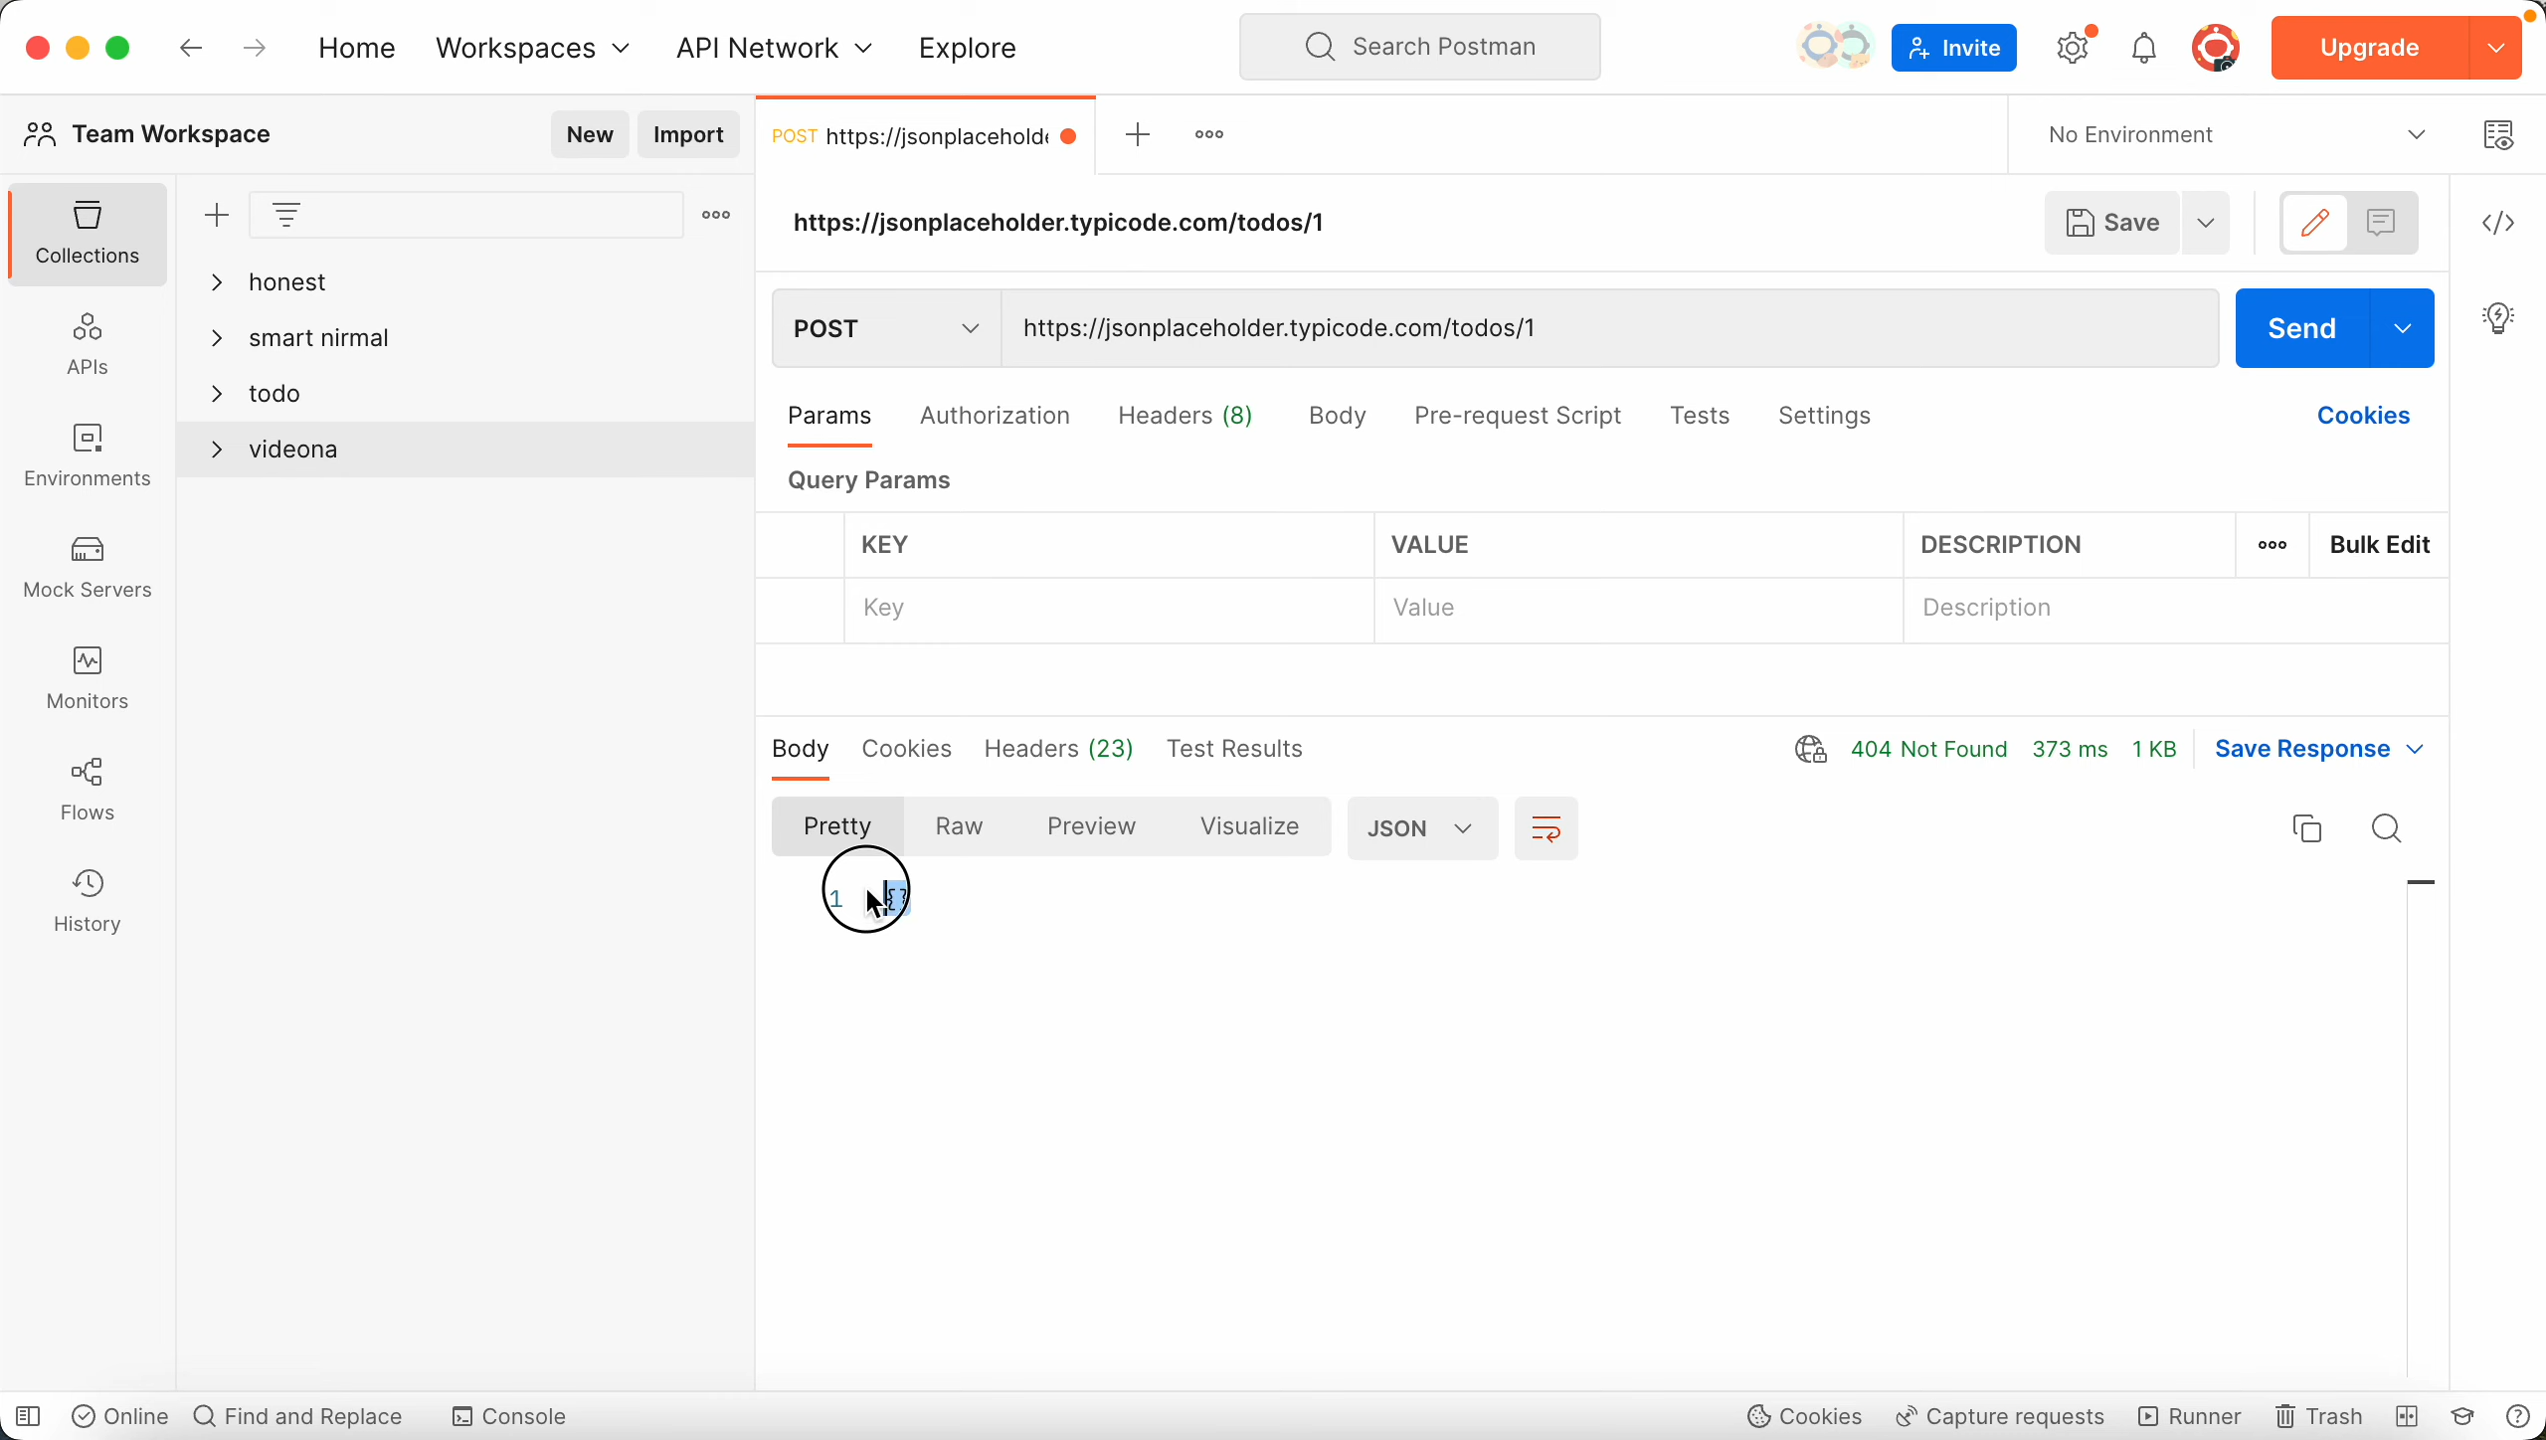 Home Workspaces API Network Explore Search Postman Invite Upgrade
Team Workspace New Import POST https://jsonplaceholde No Environment
https://jsonplaceholder.typicode.com/todos/1 Save
Collections
APIs
Environments
Mock Servers
Monitors
Flows
History
honest
smart nirmal
todo
videona
POST https://jsonplaceholder.typicode.com/todos/1 Send
Params Authorization Headers (8) Body Pre-request Script Tests Settings Cookies
Query Params
KEY VALUE DESCRIPTION Bulk Edit
Key Value Description
Body Cookies Headers (23) Test Results 404 Not Found 373 ms 1 KB Save Response
Pretty Raw Preview Visualize JSON
1 {}
Online Find and Replace Console Cookies Capture requests Runner Trash